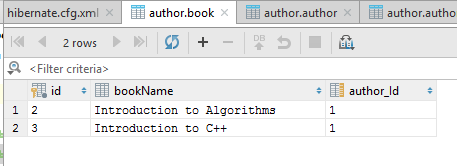 hibernate.cfg.xml author.book author.author author.autho
2 rows DB
<Filter criteria>
id bookName author_Id
1 2 Introduction to Algorithms 1
2 3 Introduction to C++ 1